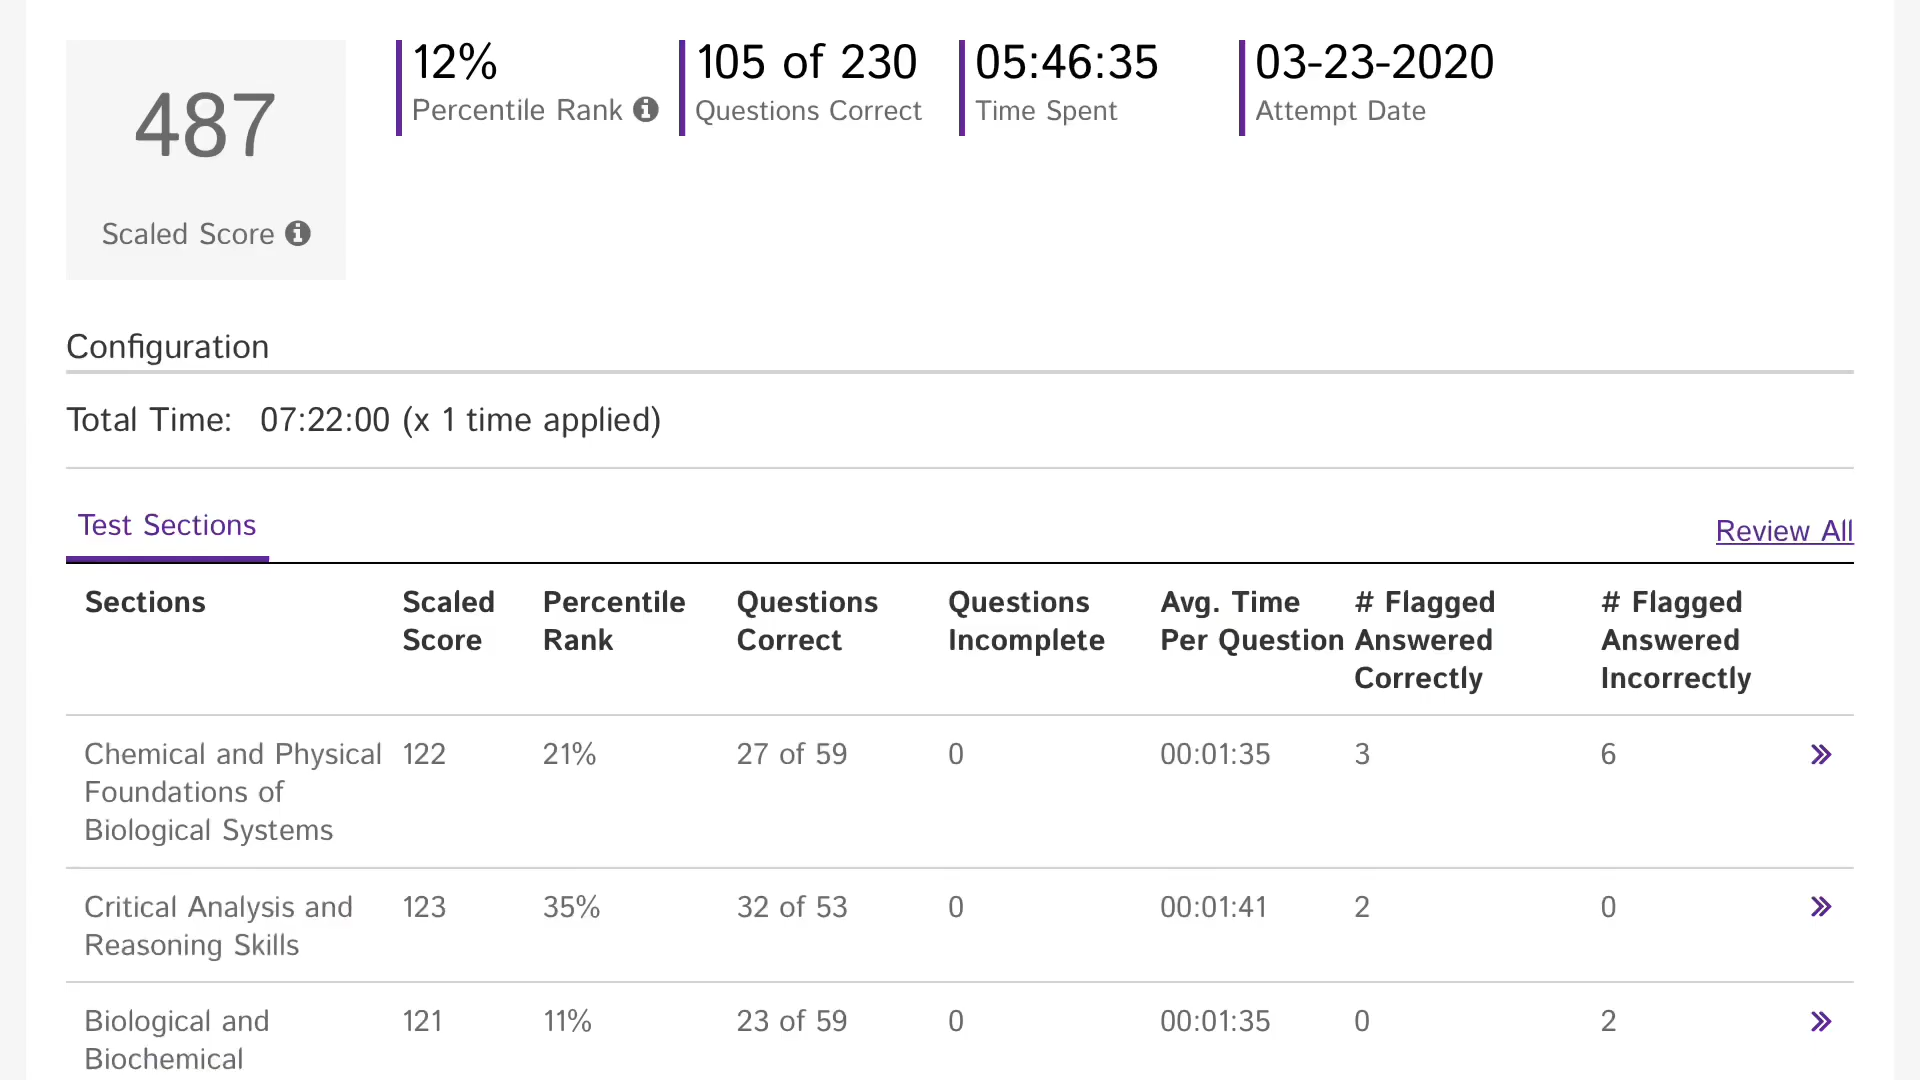 487
Scaled Score
12%
Percentile Rank
105 of 230
Questions Correct
05:46:35
Time Spent
03-23-2020
Attempt Date
Configuration
Total Time: 07:22:00 (x 1 time applied)
Test Sections
Review All
Sections
Scaled
Score
Percentile
Rank
Questions
Correct
Questions
Incomplete
Avg. Time
Per Question
# Flagged
Answered
Correctly
# Flagged
Answered
Incorrectly
Chemical and Physical 122 21% 27 of 59 0 00:01:35 3 6
Foundations of
Biological Systems
Critical Analysis and 123 35% 32 of 53 0 00:01:41 2 0
Reasoning Skills
Biological and 121 11% 23 of 59 0 00:01:35 0 2
Biochemical